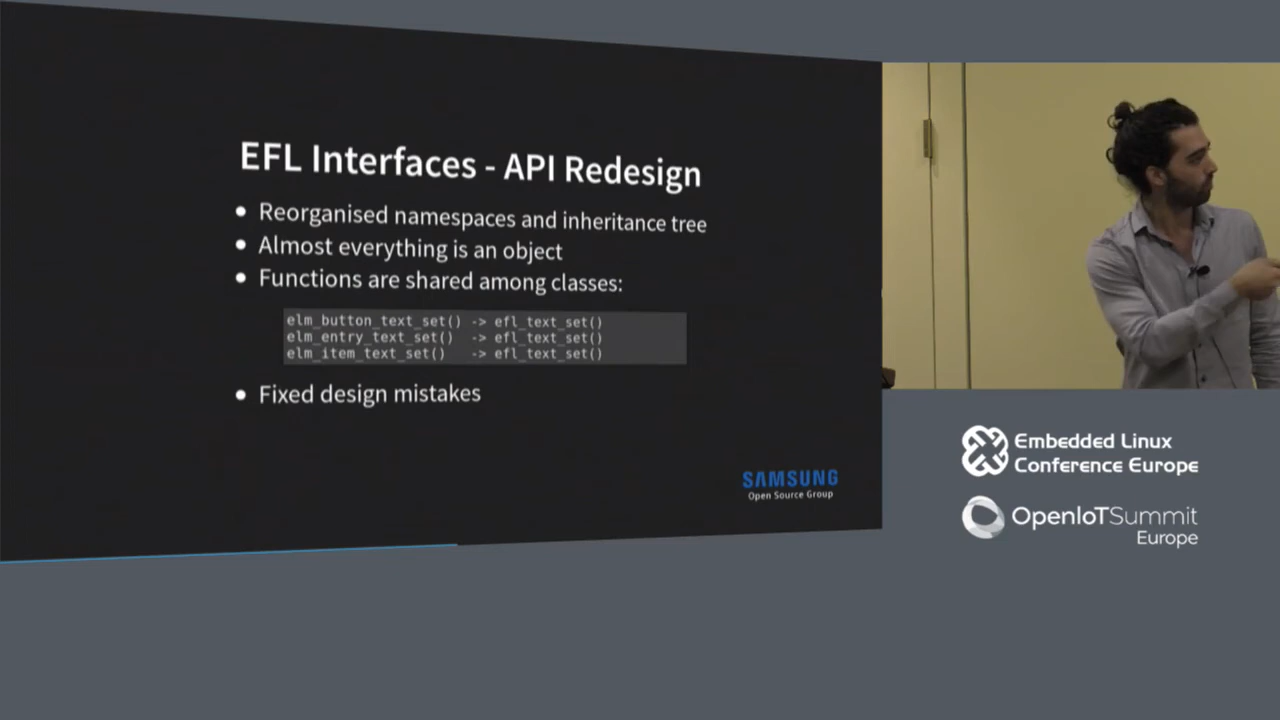 EFL Interfaces - API Redesign
Reorganised namespaces and inheritance tree
Almost everything is an object
Functions are shared among classes:
elm_button_text_set() -> efl_text_set()
elm_entry_text_set() -> efl_text_set()
elm_item_text_set() -> efl_text_set()
Fixed design mistakes
SAMSUNG
Open Source Group
Embedded Linux
Conference Europe
OpenIoTSummit
Europe